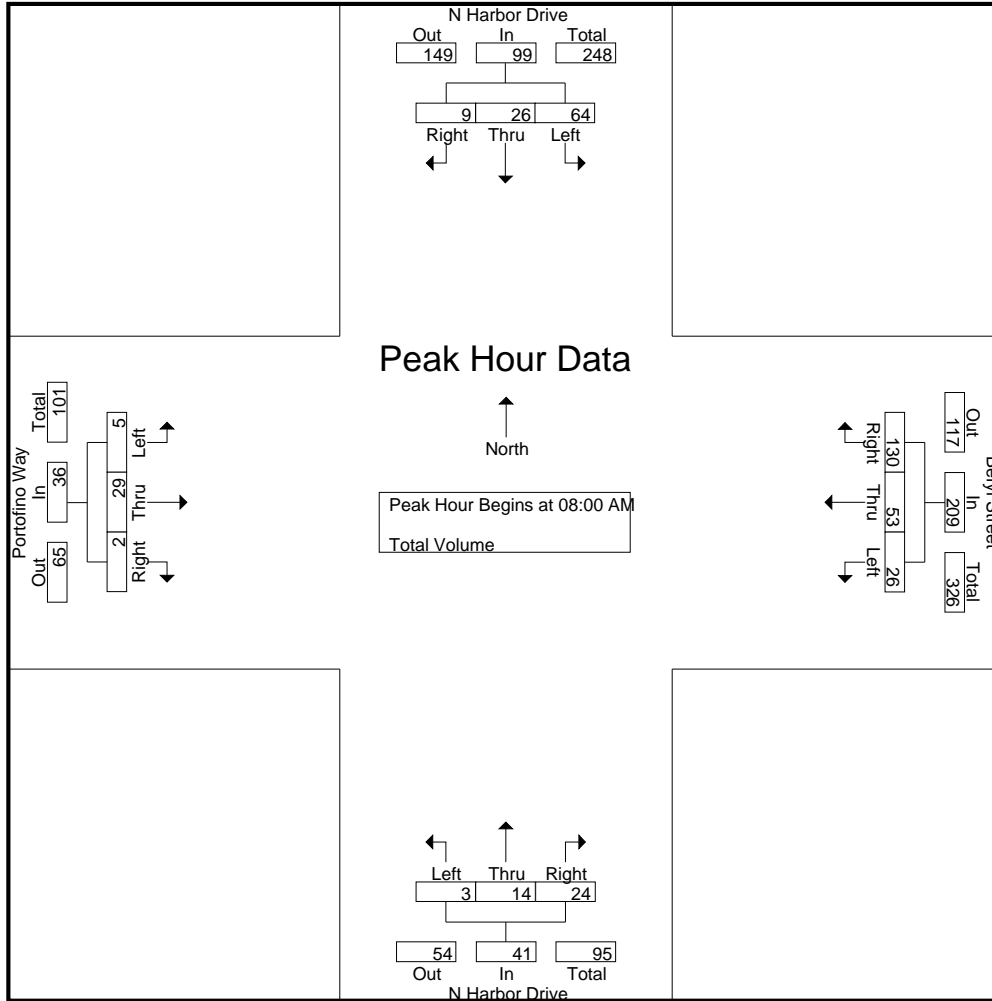 N Harbor Drive
Out In Total
149 99 248
9 26 64
Right Thru Left
Peak Hour Data
North
Peak Hour Begins at 08:00 AM
Total Volume
Portofino Way
Total In Out
101 36 65
5 29 2
Left Thru Right
Right Thru Left
130 53 26
117 209 326
Out In Total
Beryl Street
Left Thru Right
3 14 24
54 41 95
Out In Total
N Harbor Drive